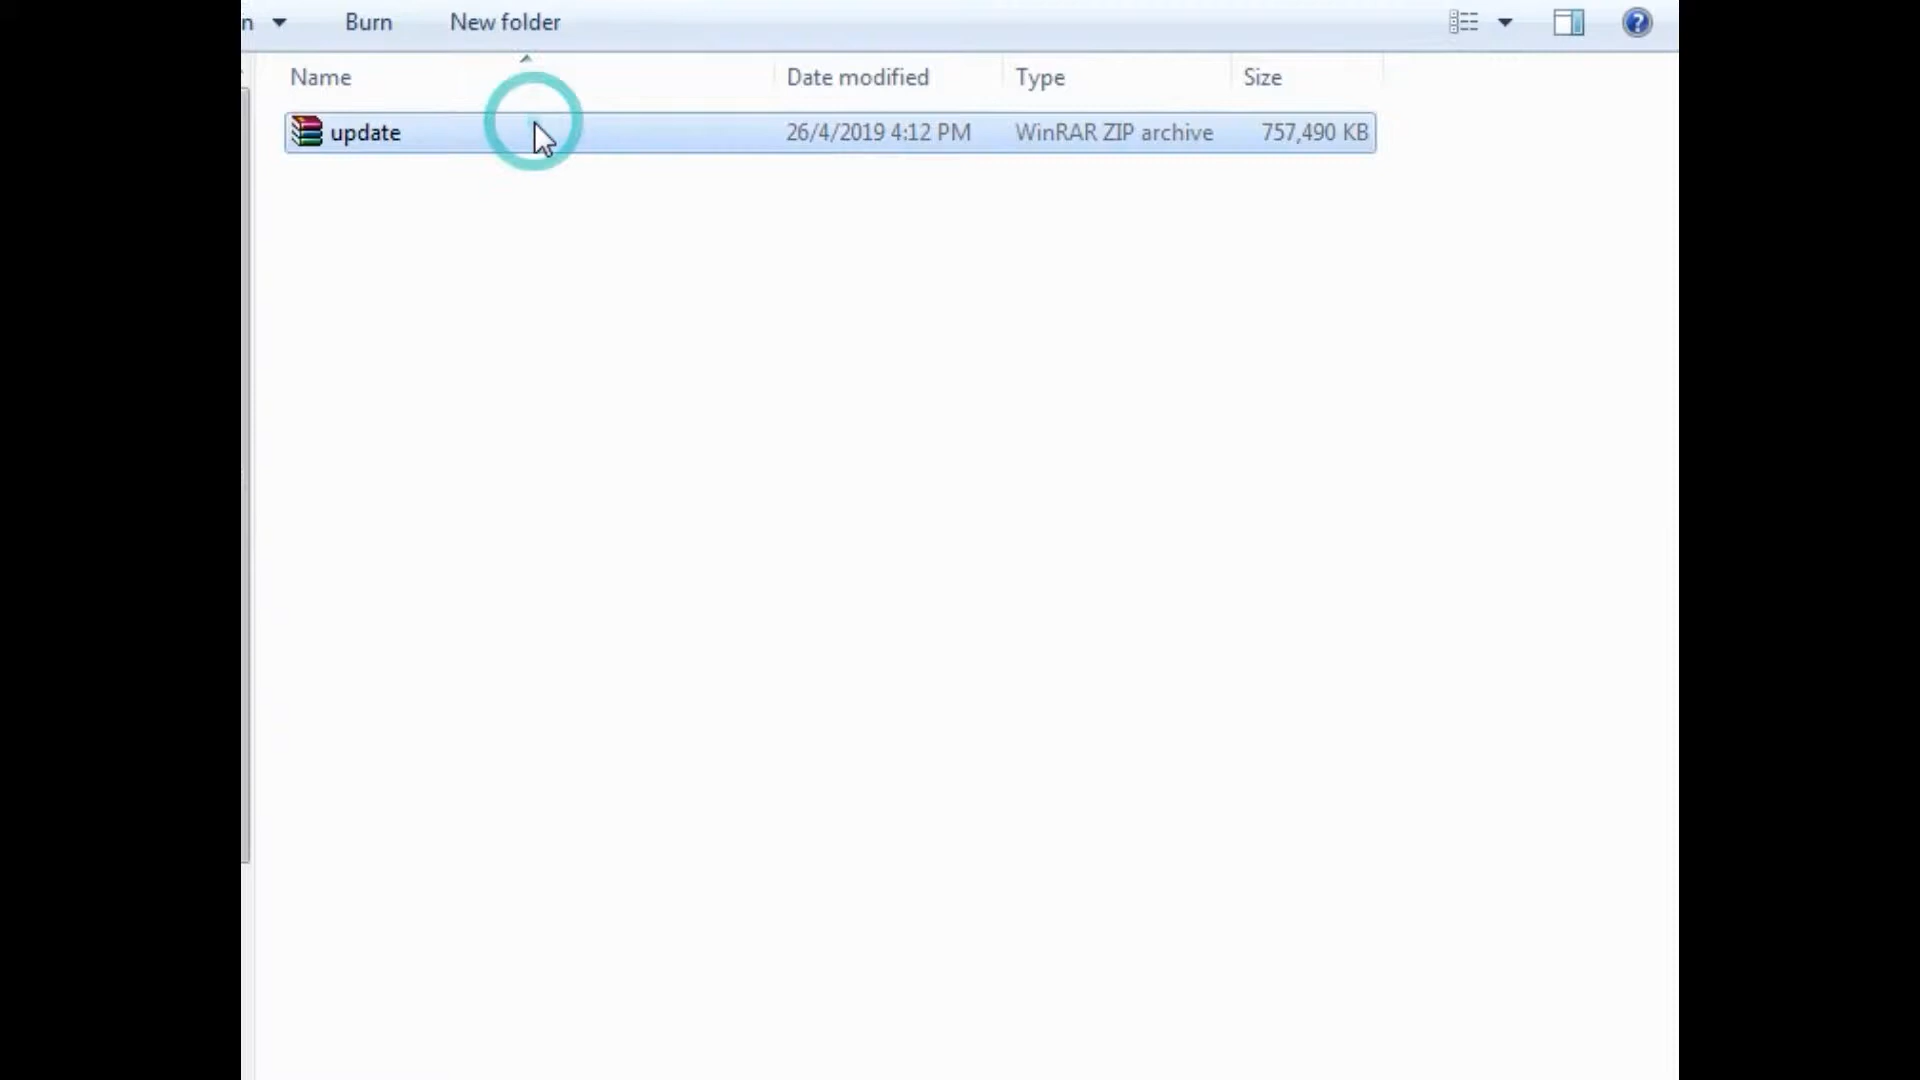 n Burn New folder
Name Date modified Type Size
update 26/4/2019 4:12 PM WinRAR ZIP archive 757,490 KB